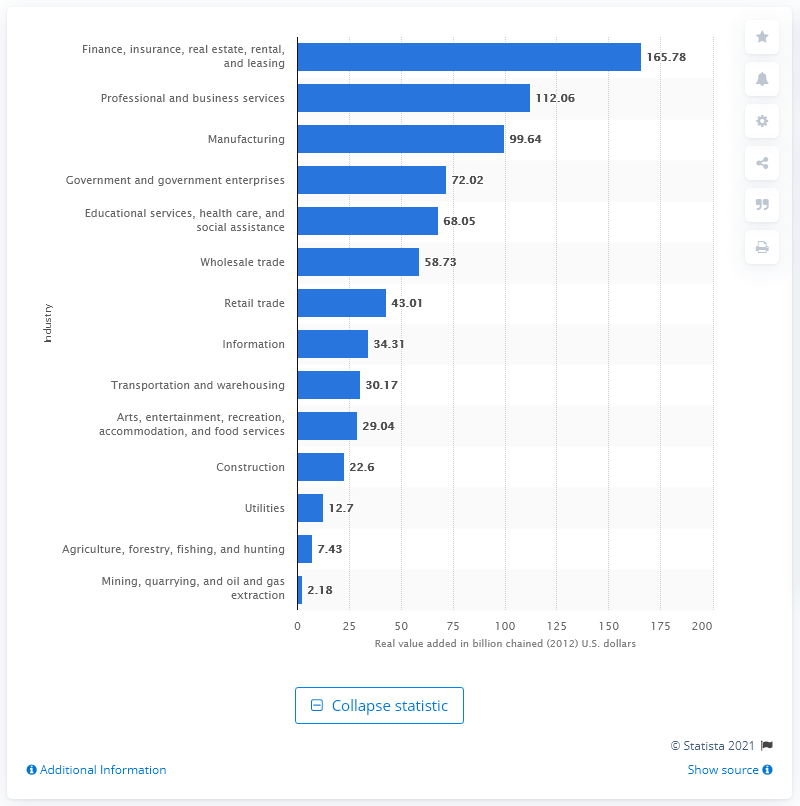 Finance, insurance, real estate, rental,
and leasing
165.78
Professional and business services
112.06
Manufacturing
99.64
Government and government enterprises
72.02
Educational services, health care, and
social assistance
68.05
Wholesale trade
58.73
Retail trade
43.01
Information
34.31
Transportation and warehousing
30.17
Arts, entertainment, recreation,
accommodation, and food services
29.04
Construction
22.6
Utilities
12.7
Agriculture, forestry, fishing, and hunting
7.43
Mining, quarrying, and oil and gas
extraction
2.18
Industry
0 25 50 75 100 125 150 175 200
Real value added in billion chained (2012) U.S. dollars
Collapse statistic
© Statista 2021
Additional Information
Show source